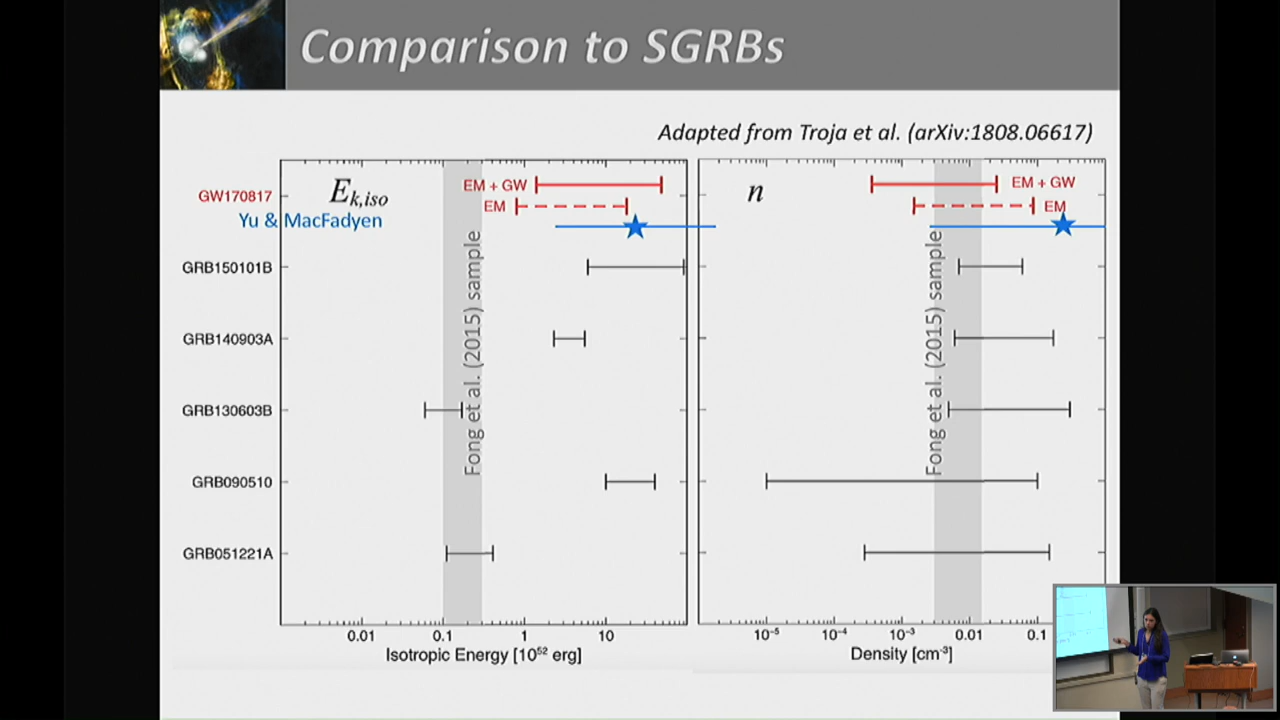 Comparison to SGRBs
Adapted from Troja et al. (arXiv:1808.06617)
GW170817
E_k,iso
EM + GW
EM
n
EM + GW
EM
Yu & MacFadyen
GRB150101B
GRB140903A
GRB130603B
GRB090510
GRB051221A
Fong et al. (2015) sample
Fong et al. (2015) sample
0.01 0.1 1 10
Isotropic Energy [10⁵² erg]
10⁻⁵ 10⁻⁴ 10⁻³ 0.01 0.1
Density [cm⁻³]